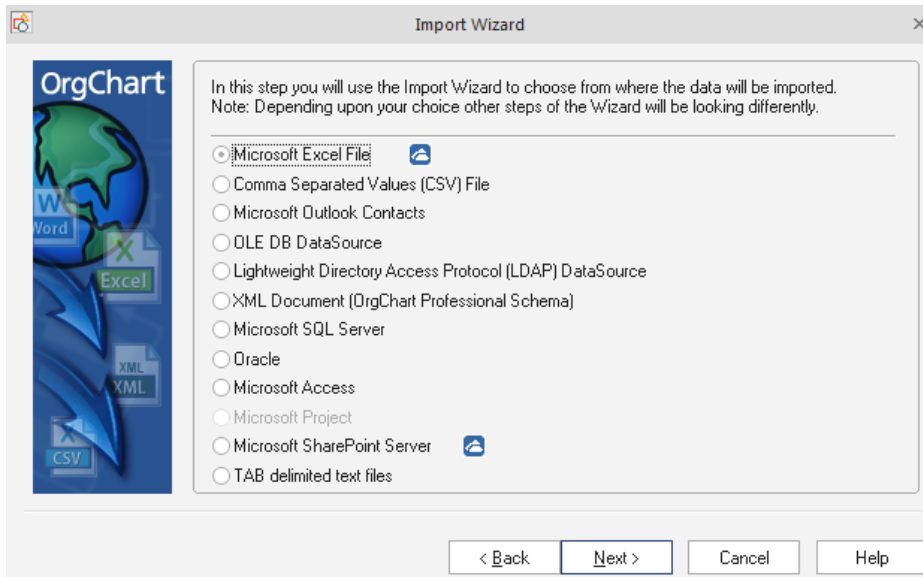 Import Wizard
OrgChart
W
Word
X
Excel
XML
XML
X
CSV
In this step you will use the Import Wizard to choose from where the data will be imported.
Note: Depending upon your choice other steps of the Wizard will be looking differently.
Microsoft Excel File
Comma Separated Values (CSV) File
Microsoft Outlook Contacts
OLE DB DataSource
Lightweight Directory Access Protocol (LDAP) DataSource
XML Document (OrgChart Professional Schema)
Microsoft SQL Server
Oracle
Microsoft Access
Microsoft Project
Microsoft SharePoint Server
TAB delimited text files
< Back
Next >
Cancel
Help